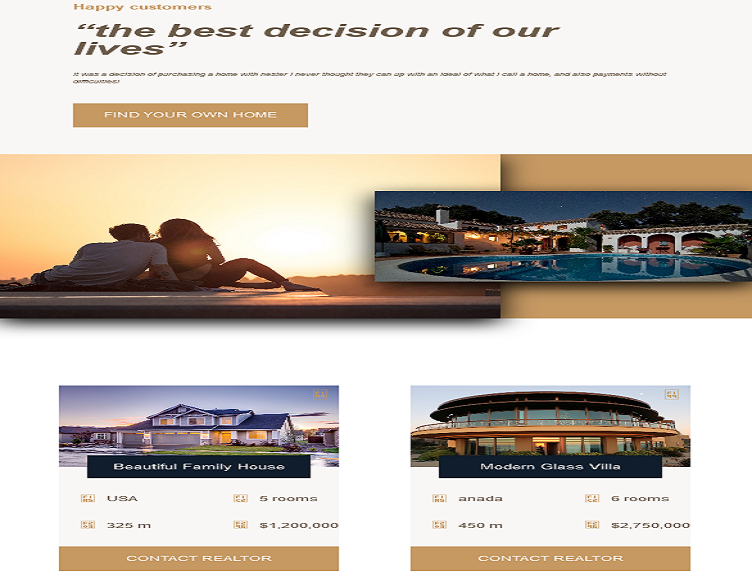 Happy customers
“the best decision of our
lives”
It was a decision of purchasing a home with nester I never thought they can up with an ideal of what I call a home, and also payments without
difficulties!
FIND YOUR OWN HOME
Beautiful Family House
Modern Glass Villa
USA
5 rooms
anada
6 rooms
325 m
$1,200,000
450 m
$2,750,000
CONTACT REALTOR
CONTACT REALTOR